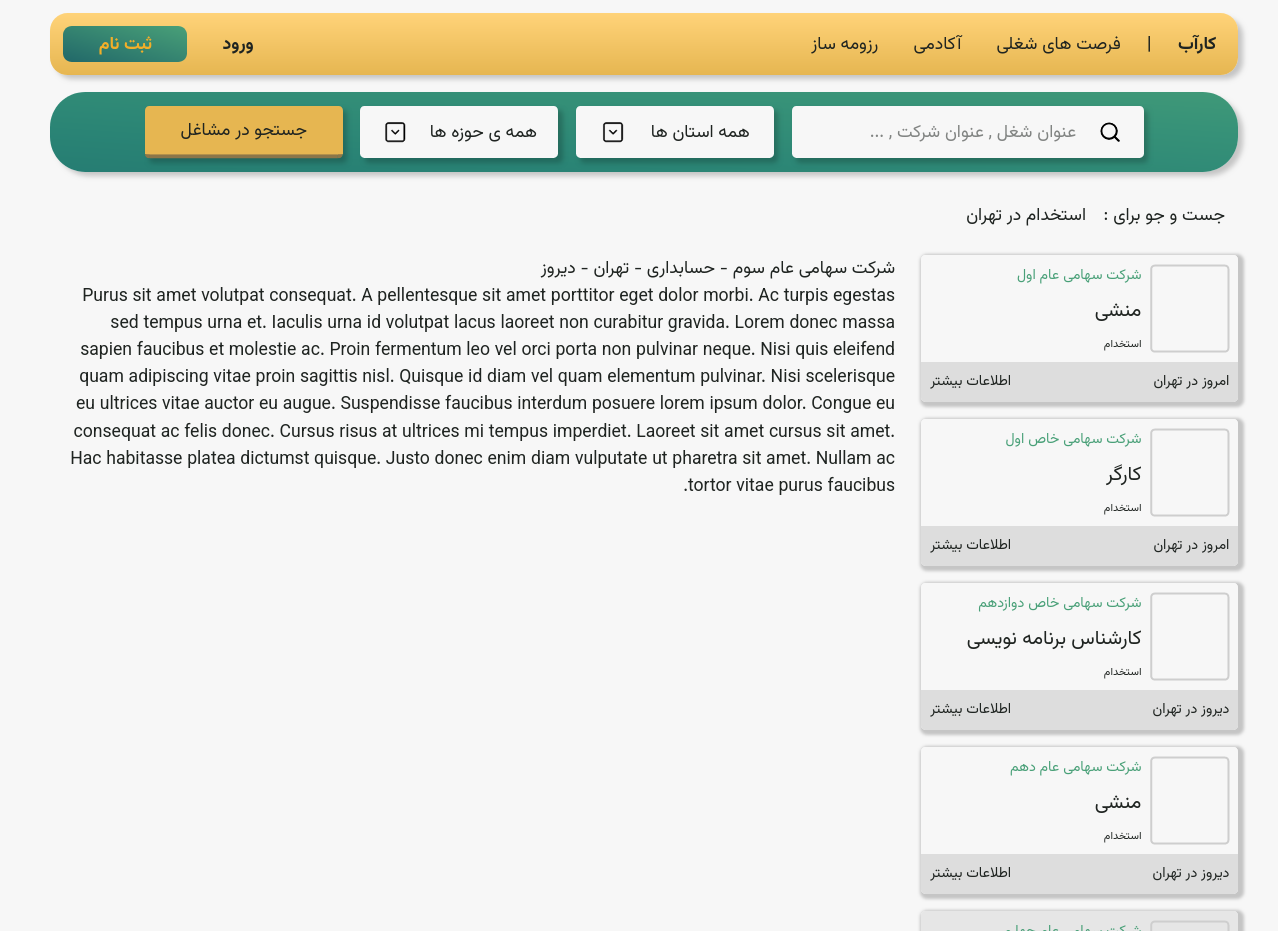 کارآب | فرصت های شغلی آکادمی رزومه ساز ورود ثبت نام
عنوان شغل , عنوان شرکت , ... همه استان ها همه ی حوزه ها جستجو در مشاغل
جست و جو برای : استخدام در تهران
شرکت سهامی عام اول
منشی
استخدام
امروز در تهران اطلاعات بیشتر
شرکت سهامی خاص اول
کارگر
استخدام
امروز در تهران اطلاعات بیشتر
شرکت سهامی خاص دوازدهم
کارشناس برنامه نویسی
استخدام
دیروز در تهران اطلاعات بیشتر
شرکت سهامی عام دهم
منشی
استخدام
دیروز در تهران اطلاعات بیشتر
شرکت سهامی عام سوم - حسابداری - تهران - دیروز
Purus sit amet volutpat consequat. A pellentesque sit amet porttitor eget dolor morbi. Ac turpis egestas
sed tempus urna et. Iaculis urna id volutpat lacus laoreet non curabitur gravida. Lorem donec massa
sapien faucibus et molestie ac. Proin fermentum leo vel orci porta non pulvinar neque. Nisi quis eleifend
quam adipiscing vitae proin sagittis nisl. Quisque id diam vel quam elementum pulvinar. Nisi scelerisque
eu ultrices vitae auctor eu augue. Suspendisse faucibus interdum posuere lorem ipsum dolor. Congue eu
consequat ac felis donec. Cursus risus at ultrices mi tempus imperdiet. Laoreet sit amet cursus sit amet.
Hac habitasse platea dictumst quisque. Justo donec enim diam vulputate ut pharetra sit amet. Nullam ac
.tortor vitae purus faucibus